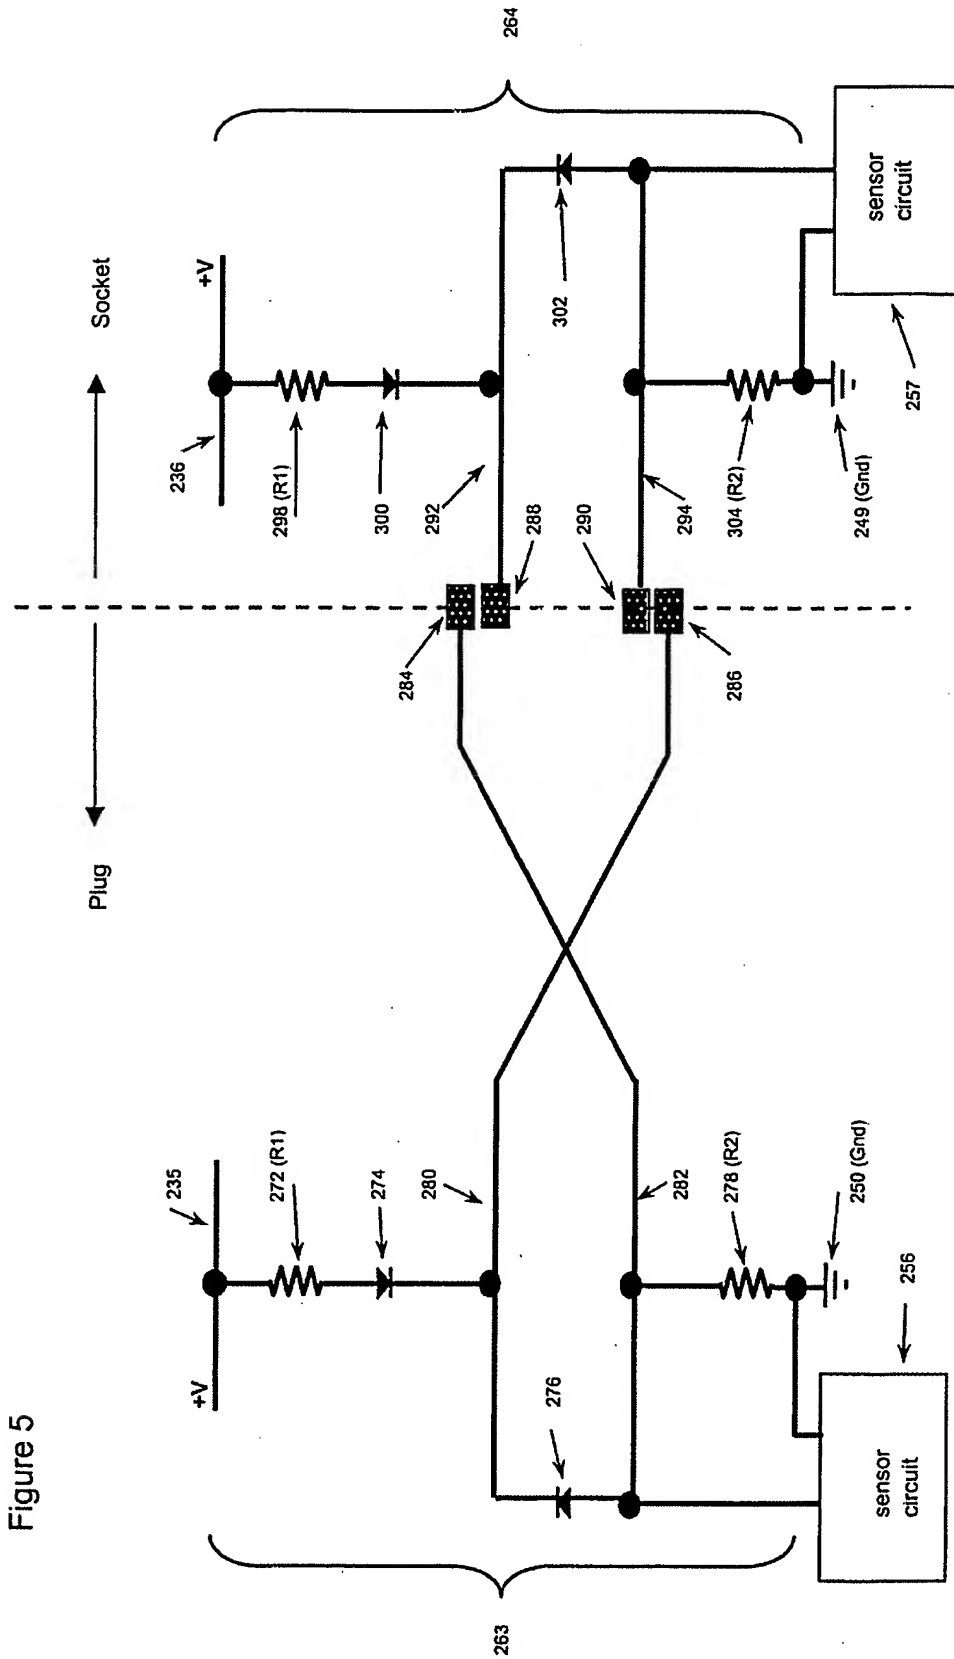 Figure 5
Plug
Socket
+V
235
272 (R1)
274
280
276
282
278 (R2)
250 (Gnd)
256
sensor
circuit
263
284
286
288
290
+V
236
298 (R1)
300
292
302
294
304 (R2)
249 (Gnd)
257
sensor
circuit
264